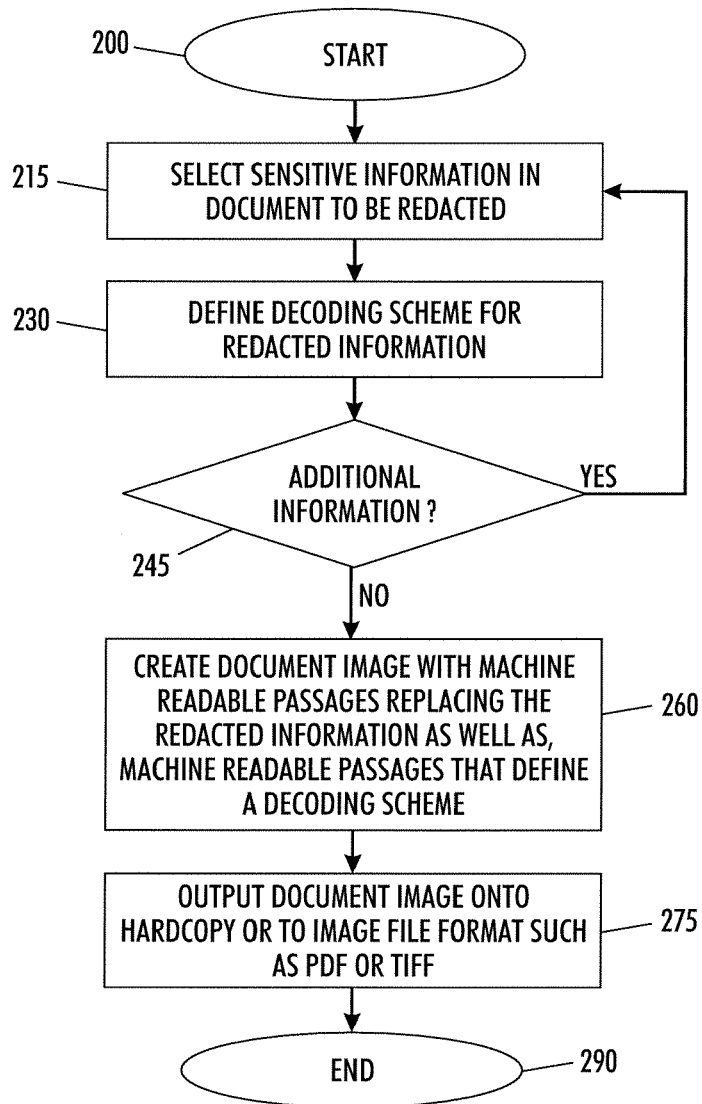 200
START
215
SELECT SENSITIVE INFORMATION IN
DOCUMENT TO BE REDACTED
230
DEFINE DECODING SCHEME FOR
REDACTED INFORMATION
ADDITIONAL
INFORMATION ?
YES
245
NO
CREATE DOCUMENT IMAGE WITH MACHINE
READABLE PASSAGES REPLACING THE
REDACTED INFORMATION AS WELL AS,
MACHINE READABLE PASSAGES THAT DEFINE
A DECODING SCHEME
260
OUTPUT DOCUMENT IMAGE ONTO
HARDCOPY OR TO IMAGE FILE FORMAT SUCH
AS PDF OR TIFF
275
END
290